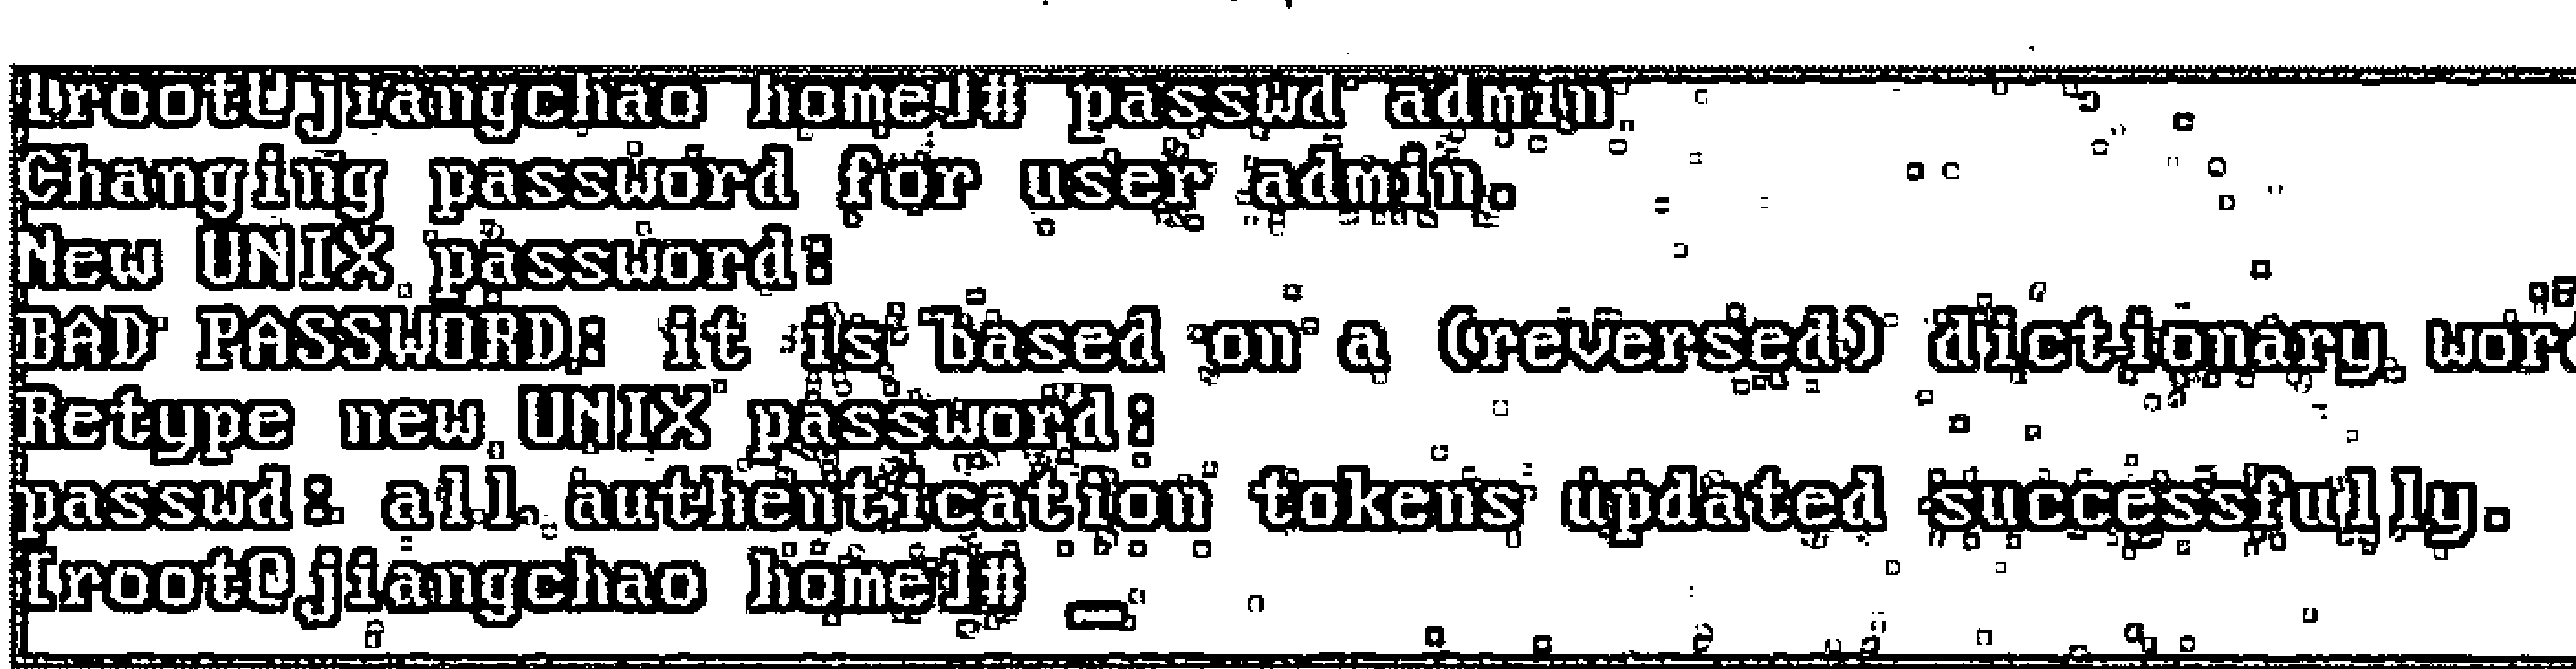 [root@jiangchao home]# passwd admin
Changing password for user admin.
New UNIX password:
BAD PASSWORD: it is based on a (reversed) dictionary word
Retype new UNIX password:
passwd: all authentication tokens updated successfully.
[root@jiangchao home]# _